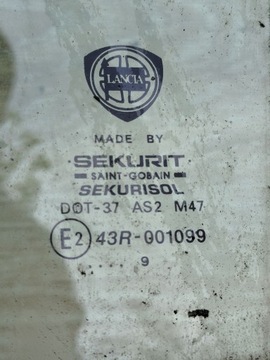 LANCIA
MADE BY
·SEKURIT·
SAINT-GOBAIN
SEKURISOL
DOT-37 AS2 M47
E2 43R-001099
..... 9